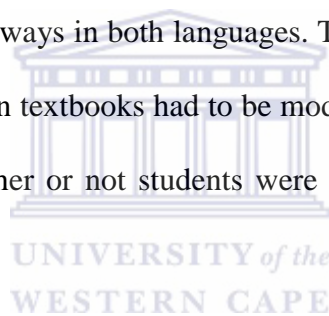 ways in both languages. T
n textbooks had to be mod
her or not students were
UNIVERSITY of the
WESTERN CAPE